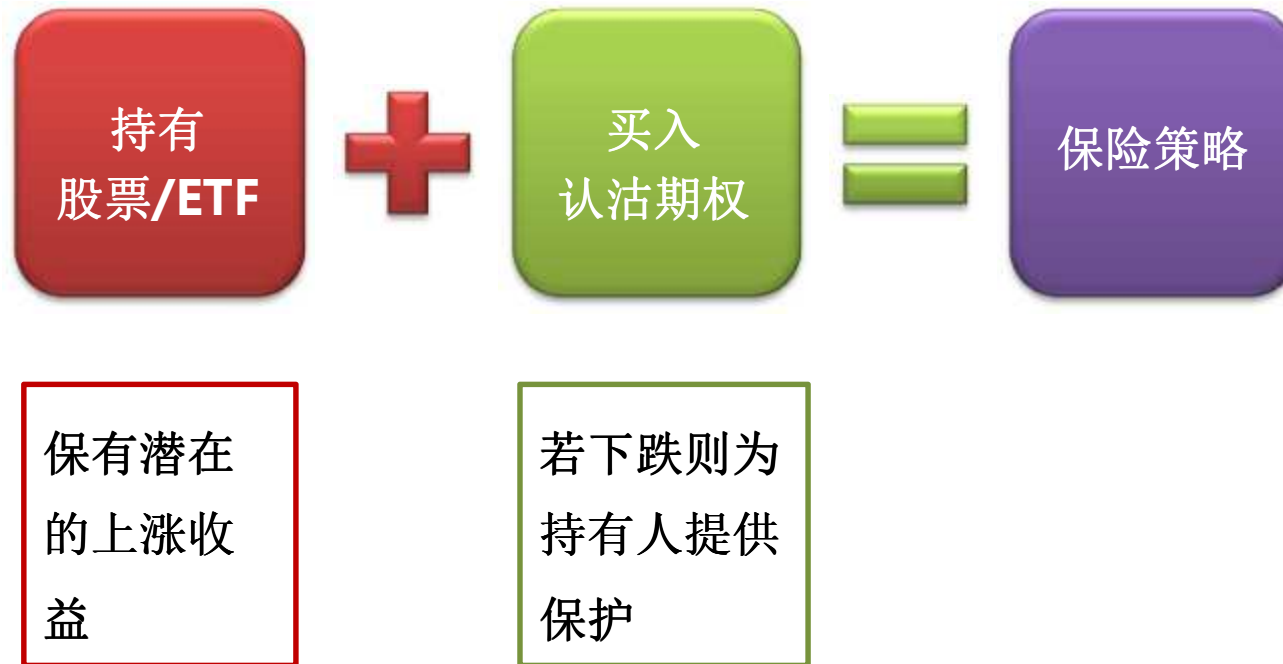 持有
股票/ETF
买入
认沽期权
保险策略
保有潜在
的上涨收
益
若下跌则为
持有人提供
保护